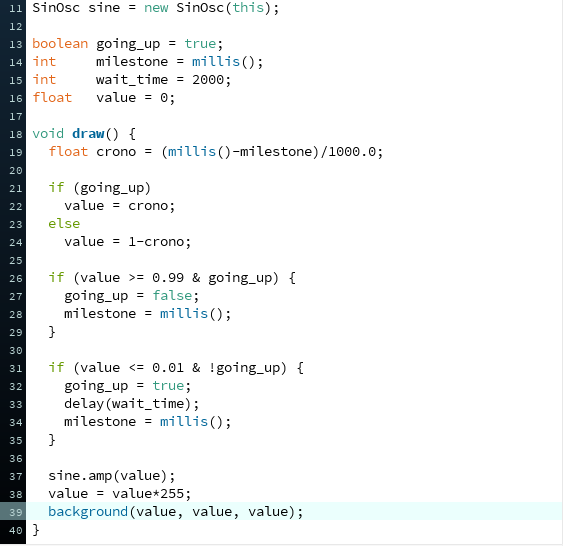 11 SinOsc sine = new SinOsc(this);
12
13 boolean going_up = true;
14 int     milestone = millis();
15 int     wait_time = 2000;
16 float   value = 0;
17
18 void draw() {
19   float crono = (millis()-milestone)/1000.0;
20
21   if (going_up)
22     value = crono;
23   else
24     value = 1-crono;
25
26   if (value >= 0.99 & going_up) {
27     going_up = false;
28     milestone = millis();
29   }
30
31   if (value <= 0.01 & !going_up) {
32     going_up = true;
33     delay(wait_time);
34     milestone = millis();
35   }
36
37   sine.amp(value);
38   value = value*255;
39   background(value, value, value);
40 }